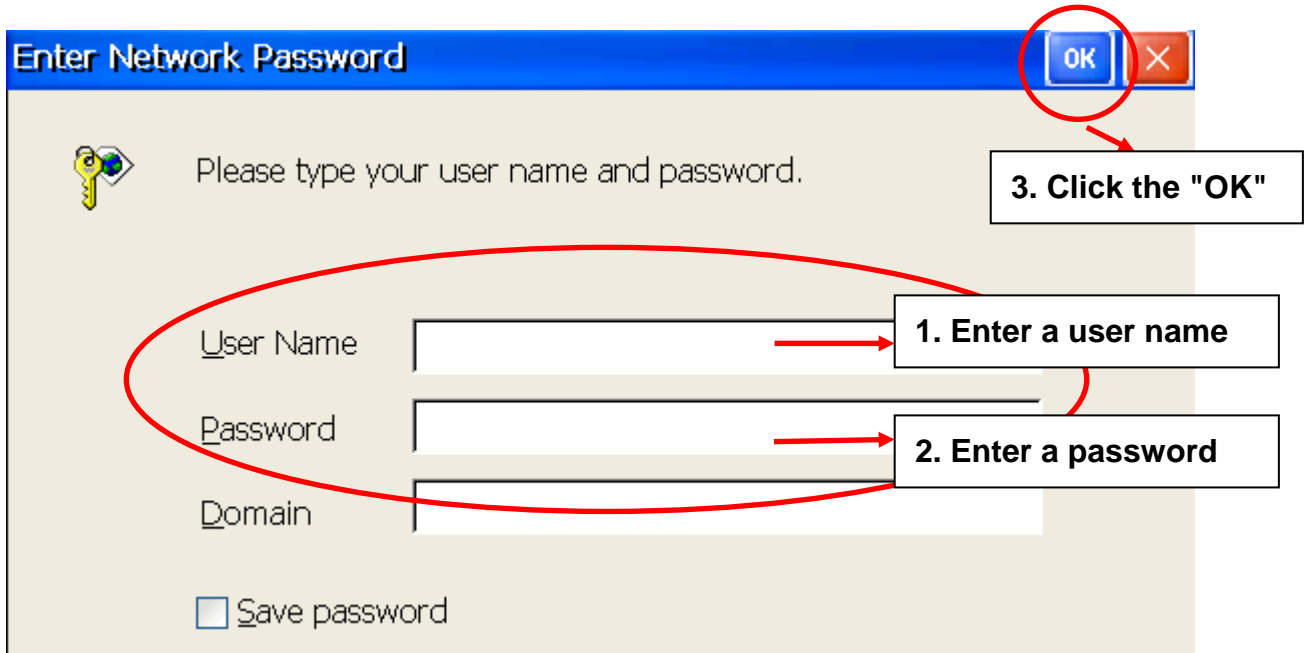 Enter Network Password
OK
Please type your user name and password.
3. Click the "OK"
User Name
1. Enter a user name
Password
2. Enter a password
Domain
Save password